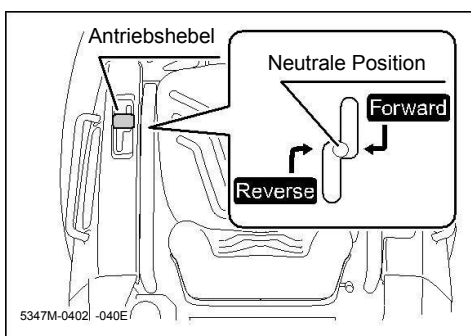 Antriebshebel
Neutrale Position
Forward
Reverse
5347M-0402 -040E